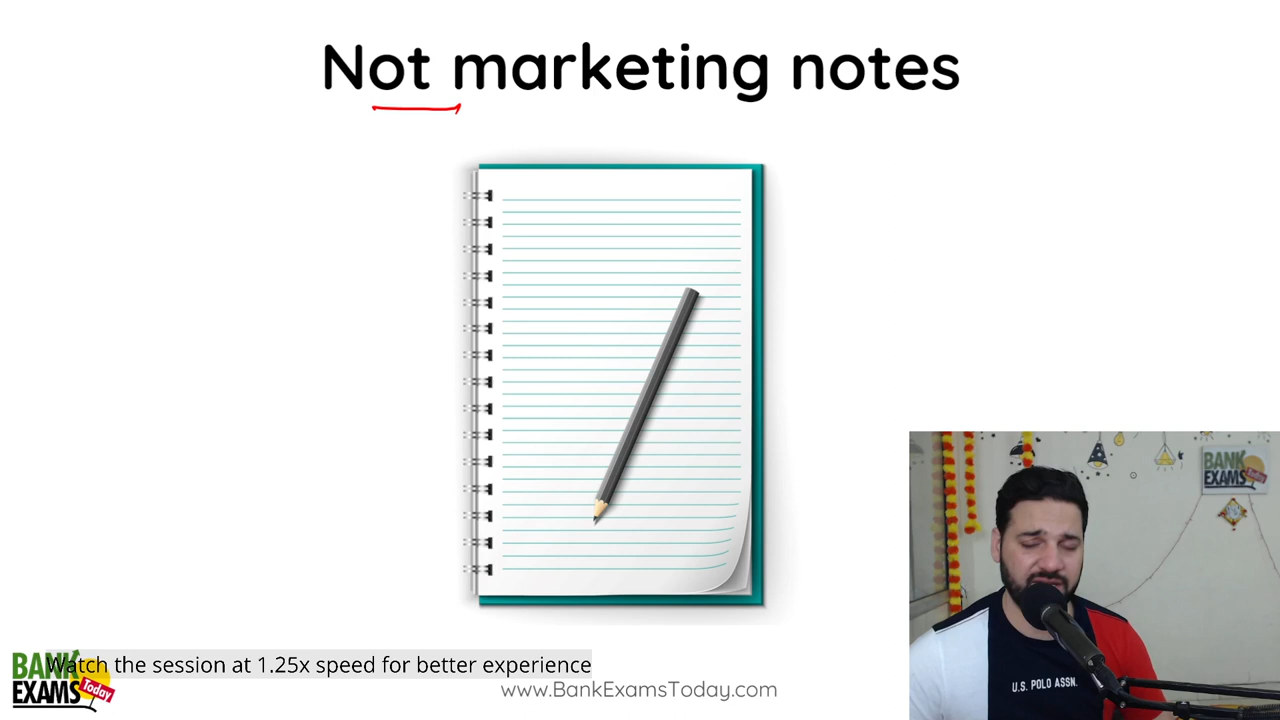 Not marketing notes
BANK
EXAMS
Today
U.S. POLO ASSN.
BANK
EXAMS
Today
Watch the session at 1.25x speed for better experience
www.BankExamsToday.com